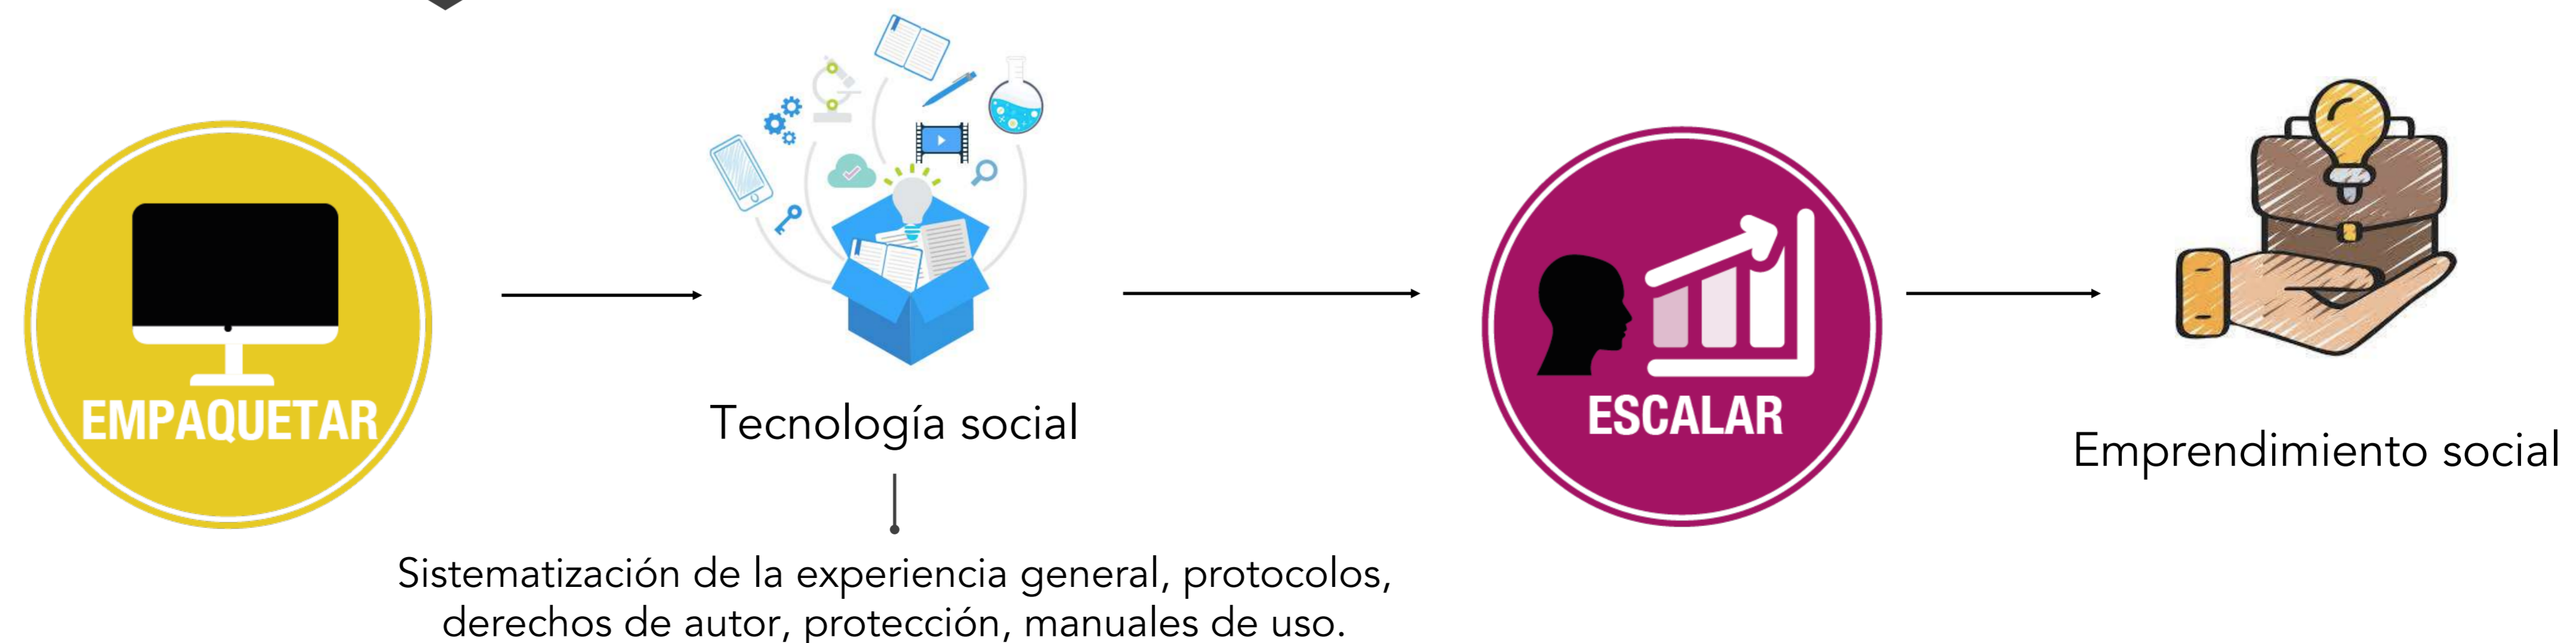 EMPAQUETAR
Tecnología social
ESCALAR
Emprendimiento social
Sistematización de la experiencia general, protocolos,
derechos de autor, protección, manuales de uso.